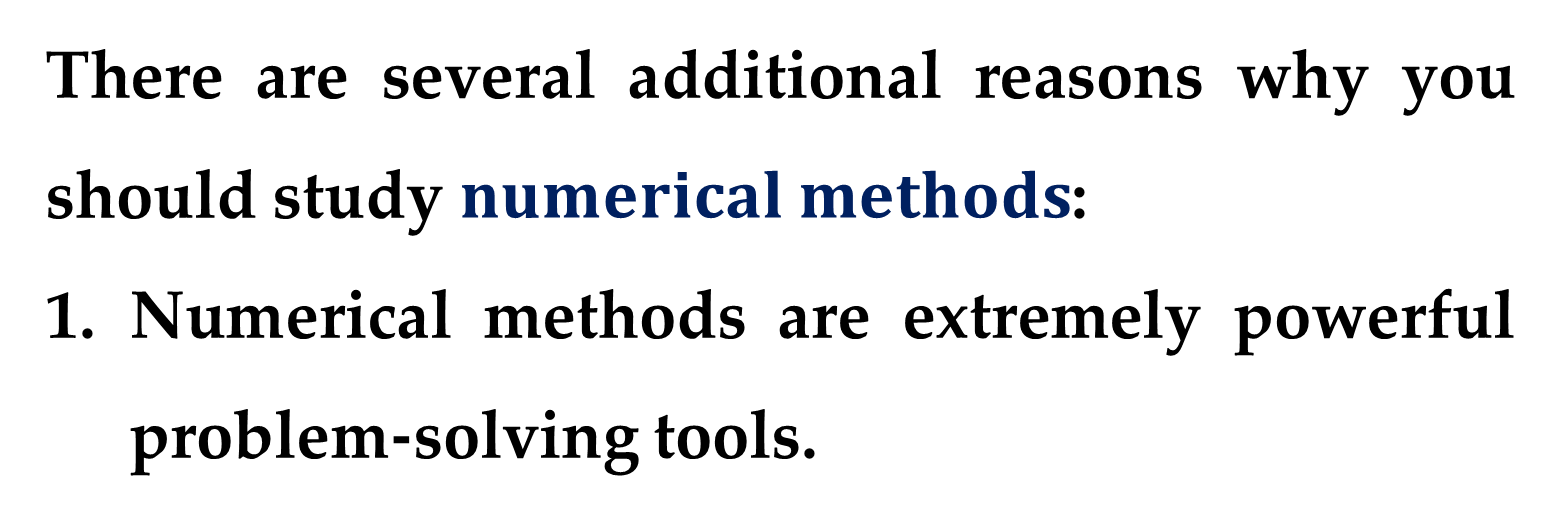 There are several additional reasons why you
should study numerical methods:
1. Numerical methods are extremely powerful
problem-solving tools.